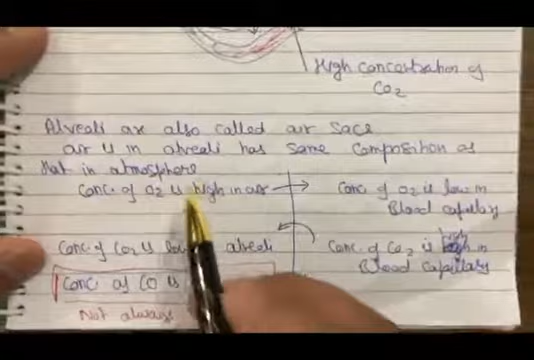 High concentration of
CO2
Alveoli are also called air sacs
air is in alveoli has same composition as
that in atmosphere
Conc. of O2 is high in air → Conc. of O2 is low in
Blood capillary
Conc. of CO2 is low alveoli Conc. of CO2 is high in
Blood capillary
Conc of CO is
Not always